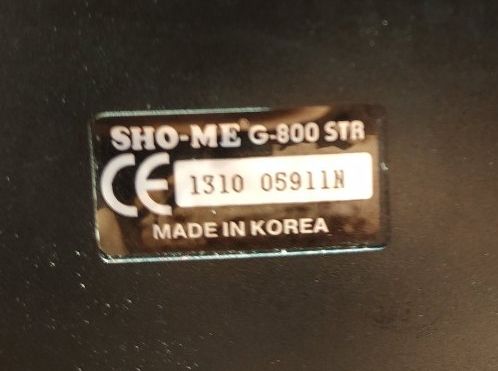 SHO-ME® G-800 STR
CE 1310 05911N
MADE IN KOREA